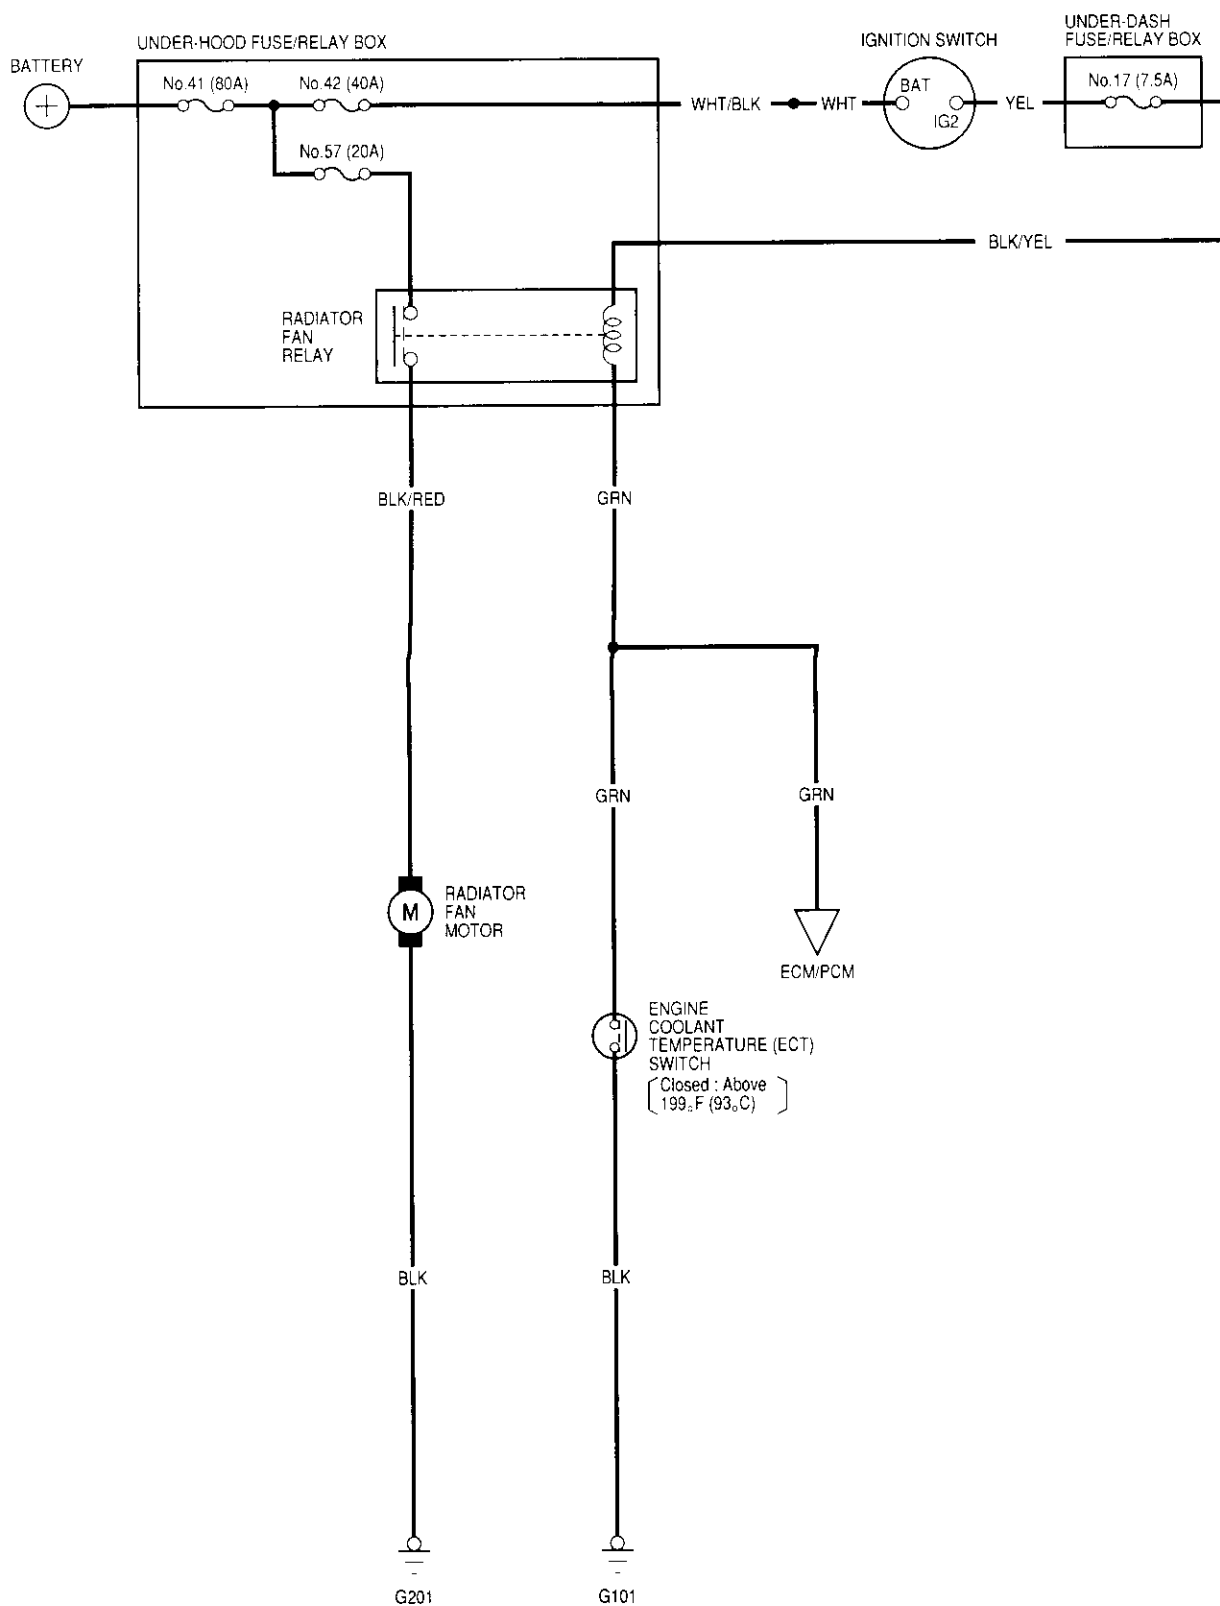 UNDER-HOOD FUSE/RELAY BOX
IGNITION SWITCH
UNDER-DASH
FUSE/RELAY BOX
BATTERY
+
No.41 (80A)
No.42 (40A)
BAT
IG2
No.17 (7.5A)
WHT/BLK
WHT
YEL
No.57 (20A)
BLK/YEL
RADIATOR
FAN
RELAY
BLK/RED
GRN
GRN
GRN
M
RADIATOR
FAN
MOTOR
ECM/PCM
ENGINE
COOLANT
TEMPERATURE (ECT)
SWITCH
Closed : Above
199°F (93°C)
BLK
BLK
G201
G101